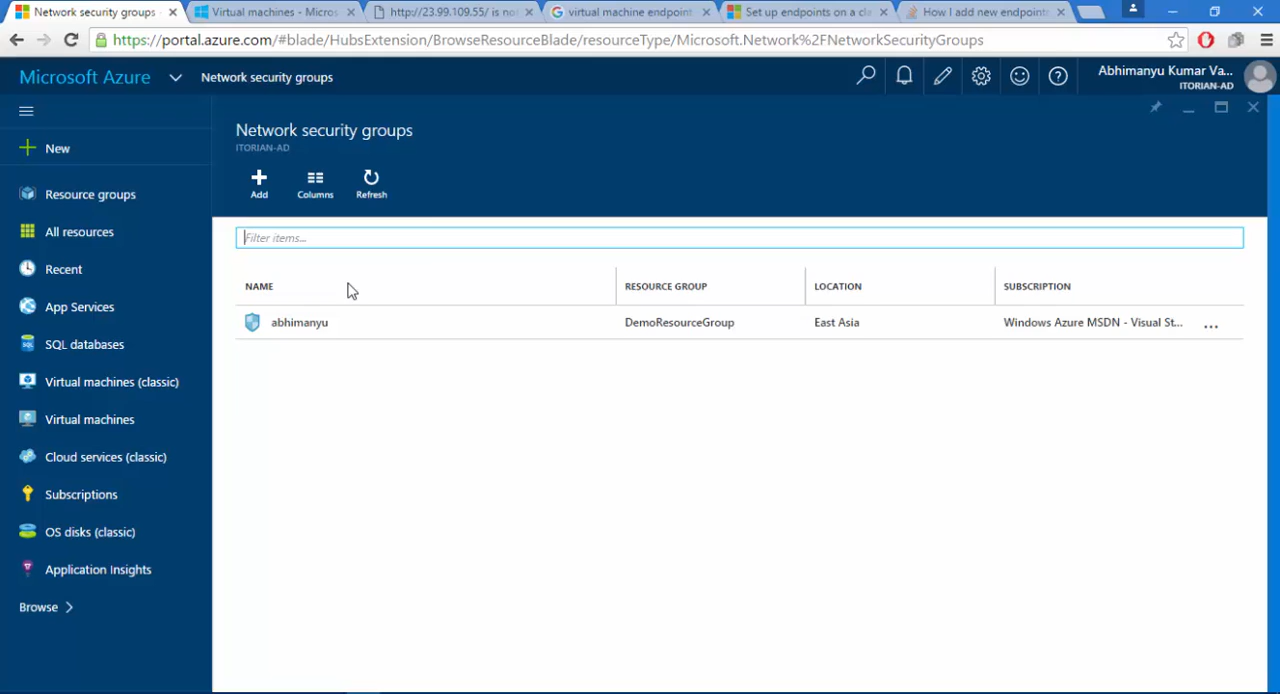 Network security groups
Virtual machines - Micros
http://23.99.109.55/ is not
virtual machine endpoint
Set up endpoints on a cla
How I add new endpoint
https://portal.azure.com/#blade/HubsExtension/BrowseResourceBlade/resourceType/Microsoft.Network%2FNetworkSecurityGroups
Microsoft Azure
Network security groups
Abhimanyu Kumar Va...
ITORIAN-AD
Network security groups
ITORIAN-AD
Add
Columns
Refresh
Filter items...
NAME
RESOURCE GROUP
LOCATION
SUBSCRIPTION
abhimanyu
DemoResourceGroup
East Asia
Windows Azure MSDN - Visual St...
New
Resource groups
All resources
Recent
App Services
SQL databases
Virtual machines (classic)
Virtual machines
Cloud services (classic)
Subscriptions
OS disks (classic)
Application Insights
Browse